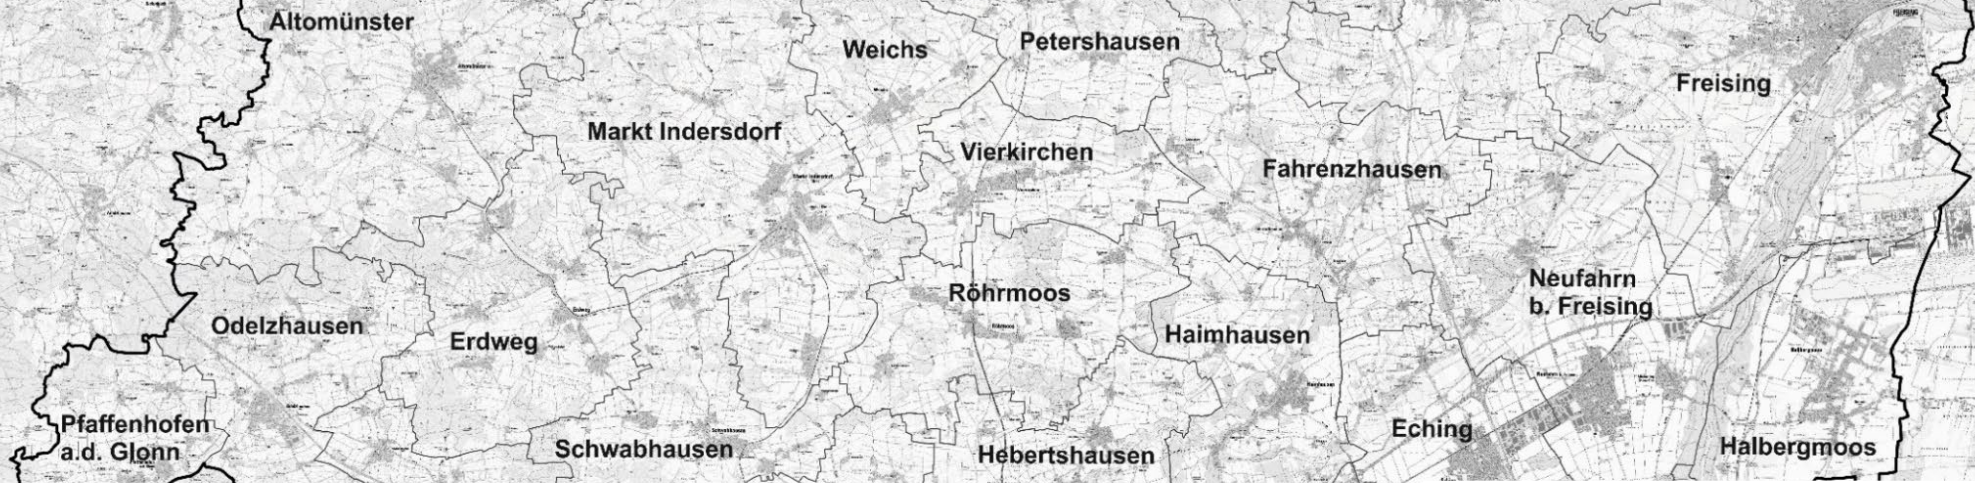 Altomünster
Weichs
Petershausen
Freising
Markt Indersdorf
Vierkirchen
Fahrenzhausen
Neufahrn
b. Freising
Röhrmoos
Odelzhausen
Erdweg
Haimhausen
Pfaffenhofen
a.d. Glonn
Schwabhausen
Hebertshausen
Eching
Halbergmoos